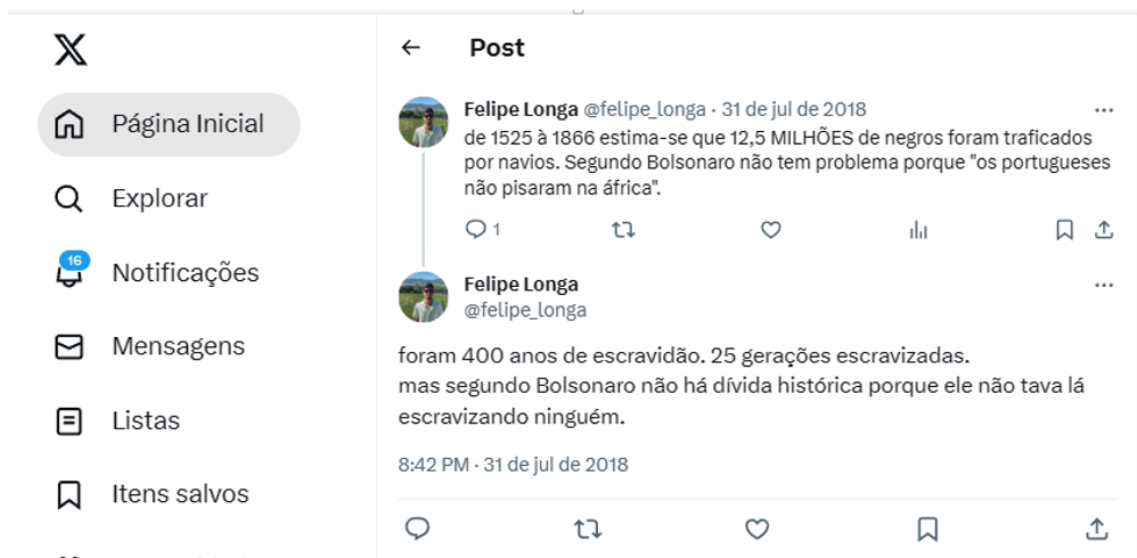 Post
Página Inicial
Explorar
16
Notificações
Mensagens
Listas
Itens salvos
Felipe Longa @felipe_longa · 31 de jul de 2018
de 1525 à 1866 estima-se que 12,5 MILHÕES de negros foram traficados
por navios. Segundo Bolsonaro não tem problema porque "os portugueses
não pisaram na áfrica".
1
Felipe Longa
@felipe_longa
foram 400 anos de escravidão. 25 gerações escravizadas.
mas segundo Bolsonaro não há dívida histórica porque ele não tava lá
escravizando ninguém.
8:42 PM · 31 de jul de 2018